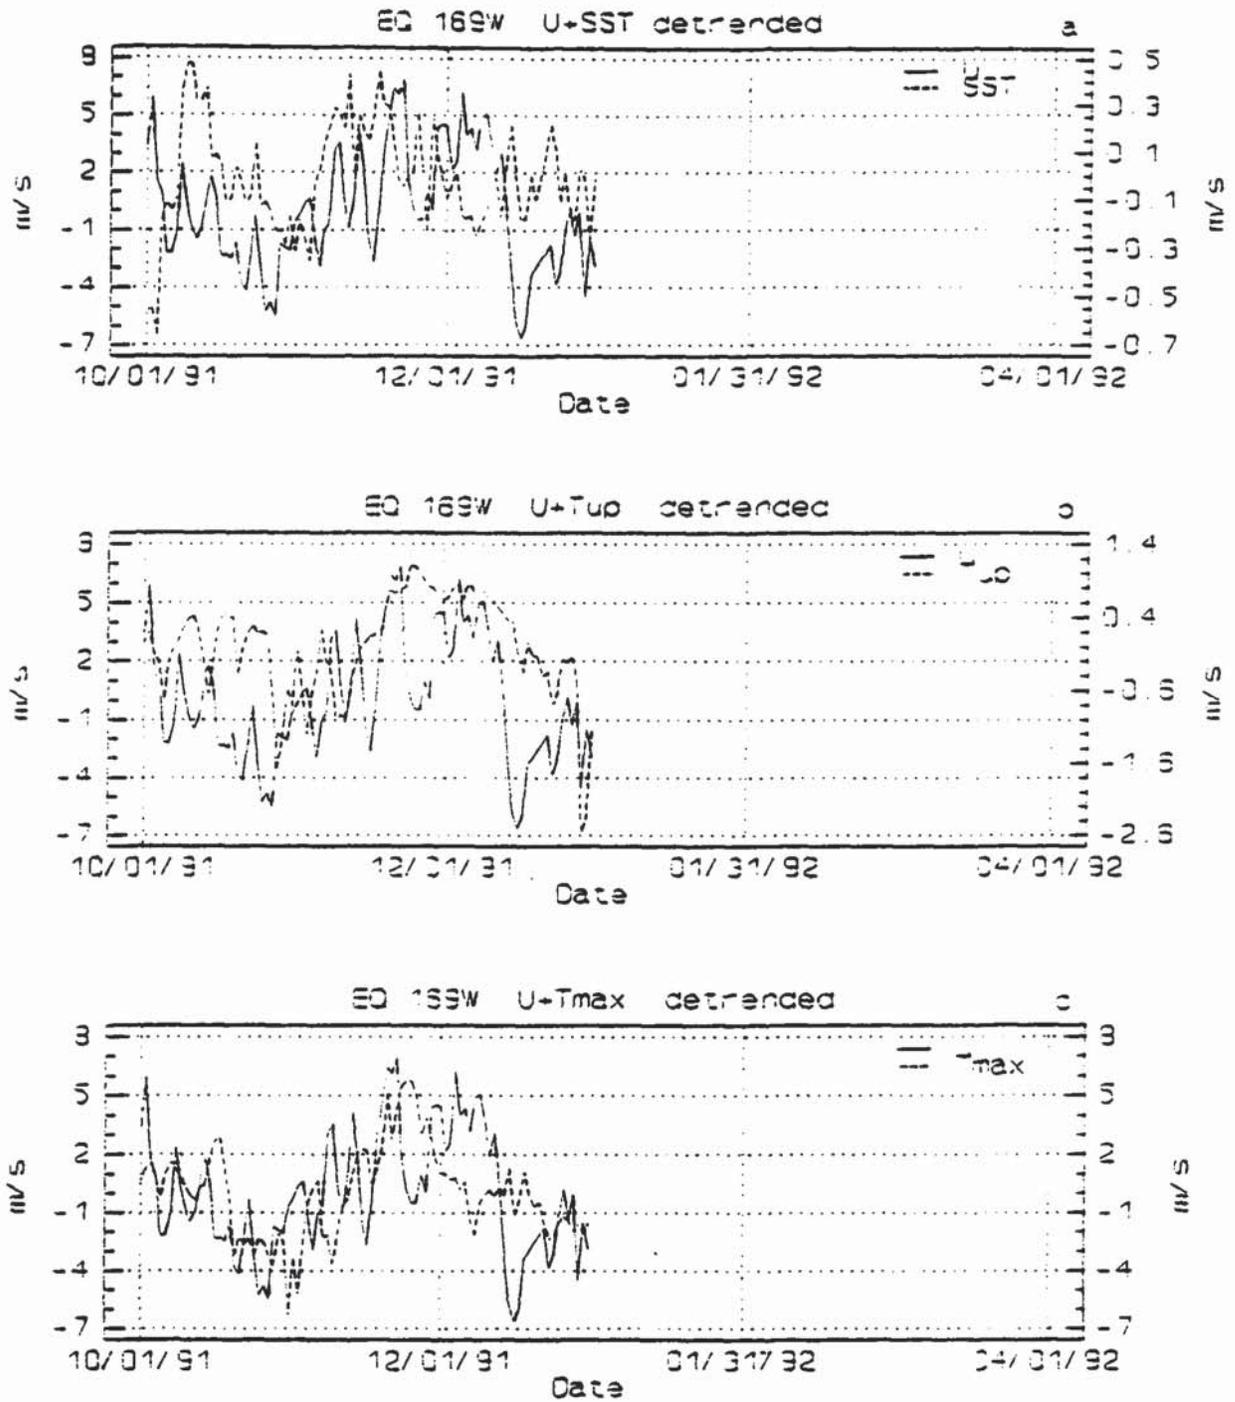 EQ 169W U+SST detrended a
U
SST
m/s
5
2
-1
-4
-7
0.5
0.3
0.1
-0.1
-0.3
-0.5
-0.7
m/s
10/01/91 12/01/91 01/31/92 04/01/92
Date
EQ 169W U+Tup detrended
Tup
m/s
5
2
-1
-4
-7
1.4
0.4
-0.6
-1.6
-2.6
m/s
10/01/91 12/01/91 01/31/92 04/01/92
Date
EQ 169W U+Tmax detrended c
Tmax
m/s
5
2
-1
-4
-7
5
2
-1
-4
-7
m/s
10/01/91 12/01/91 01/31/92 04/01/92
Date